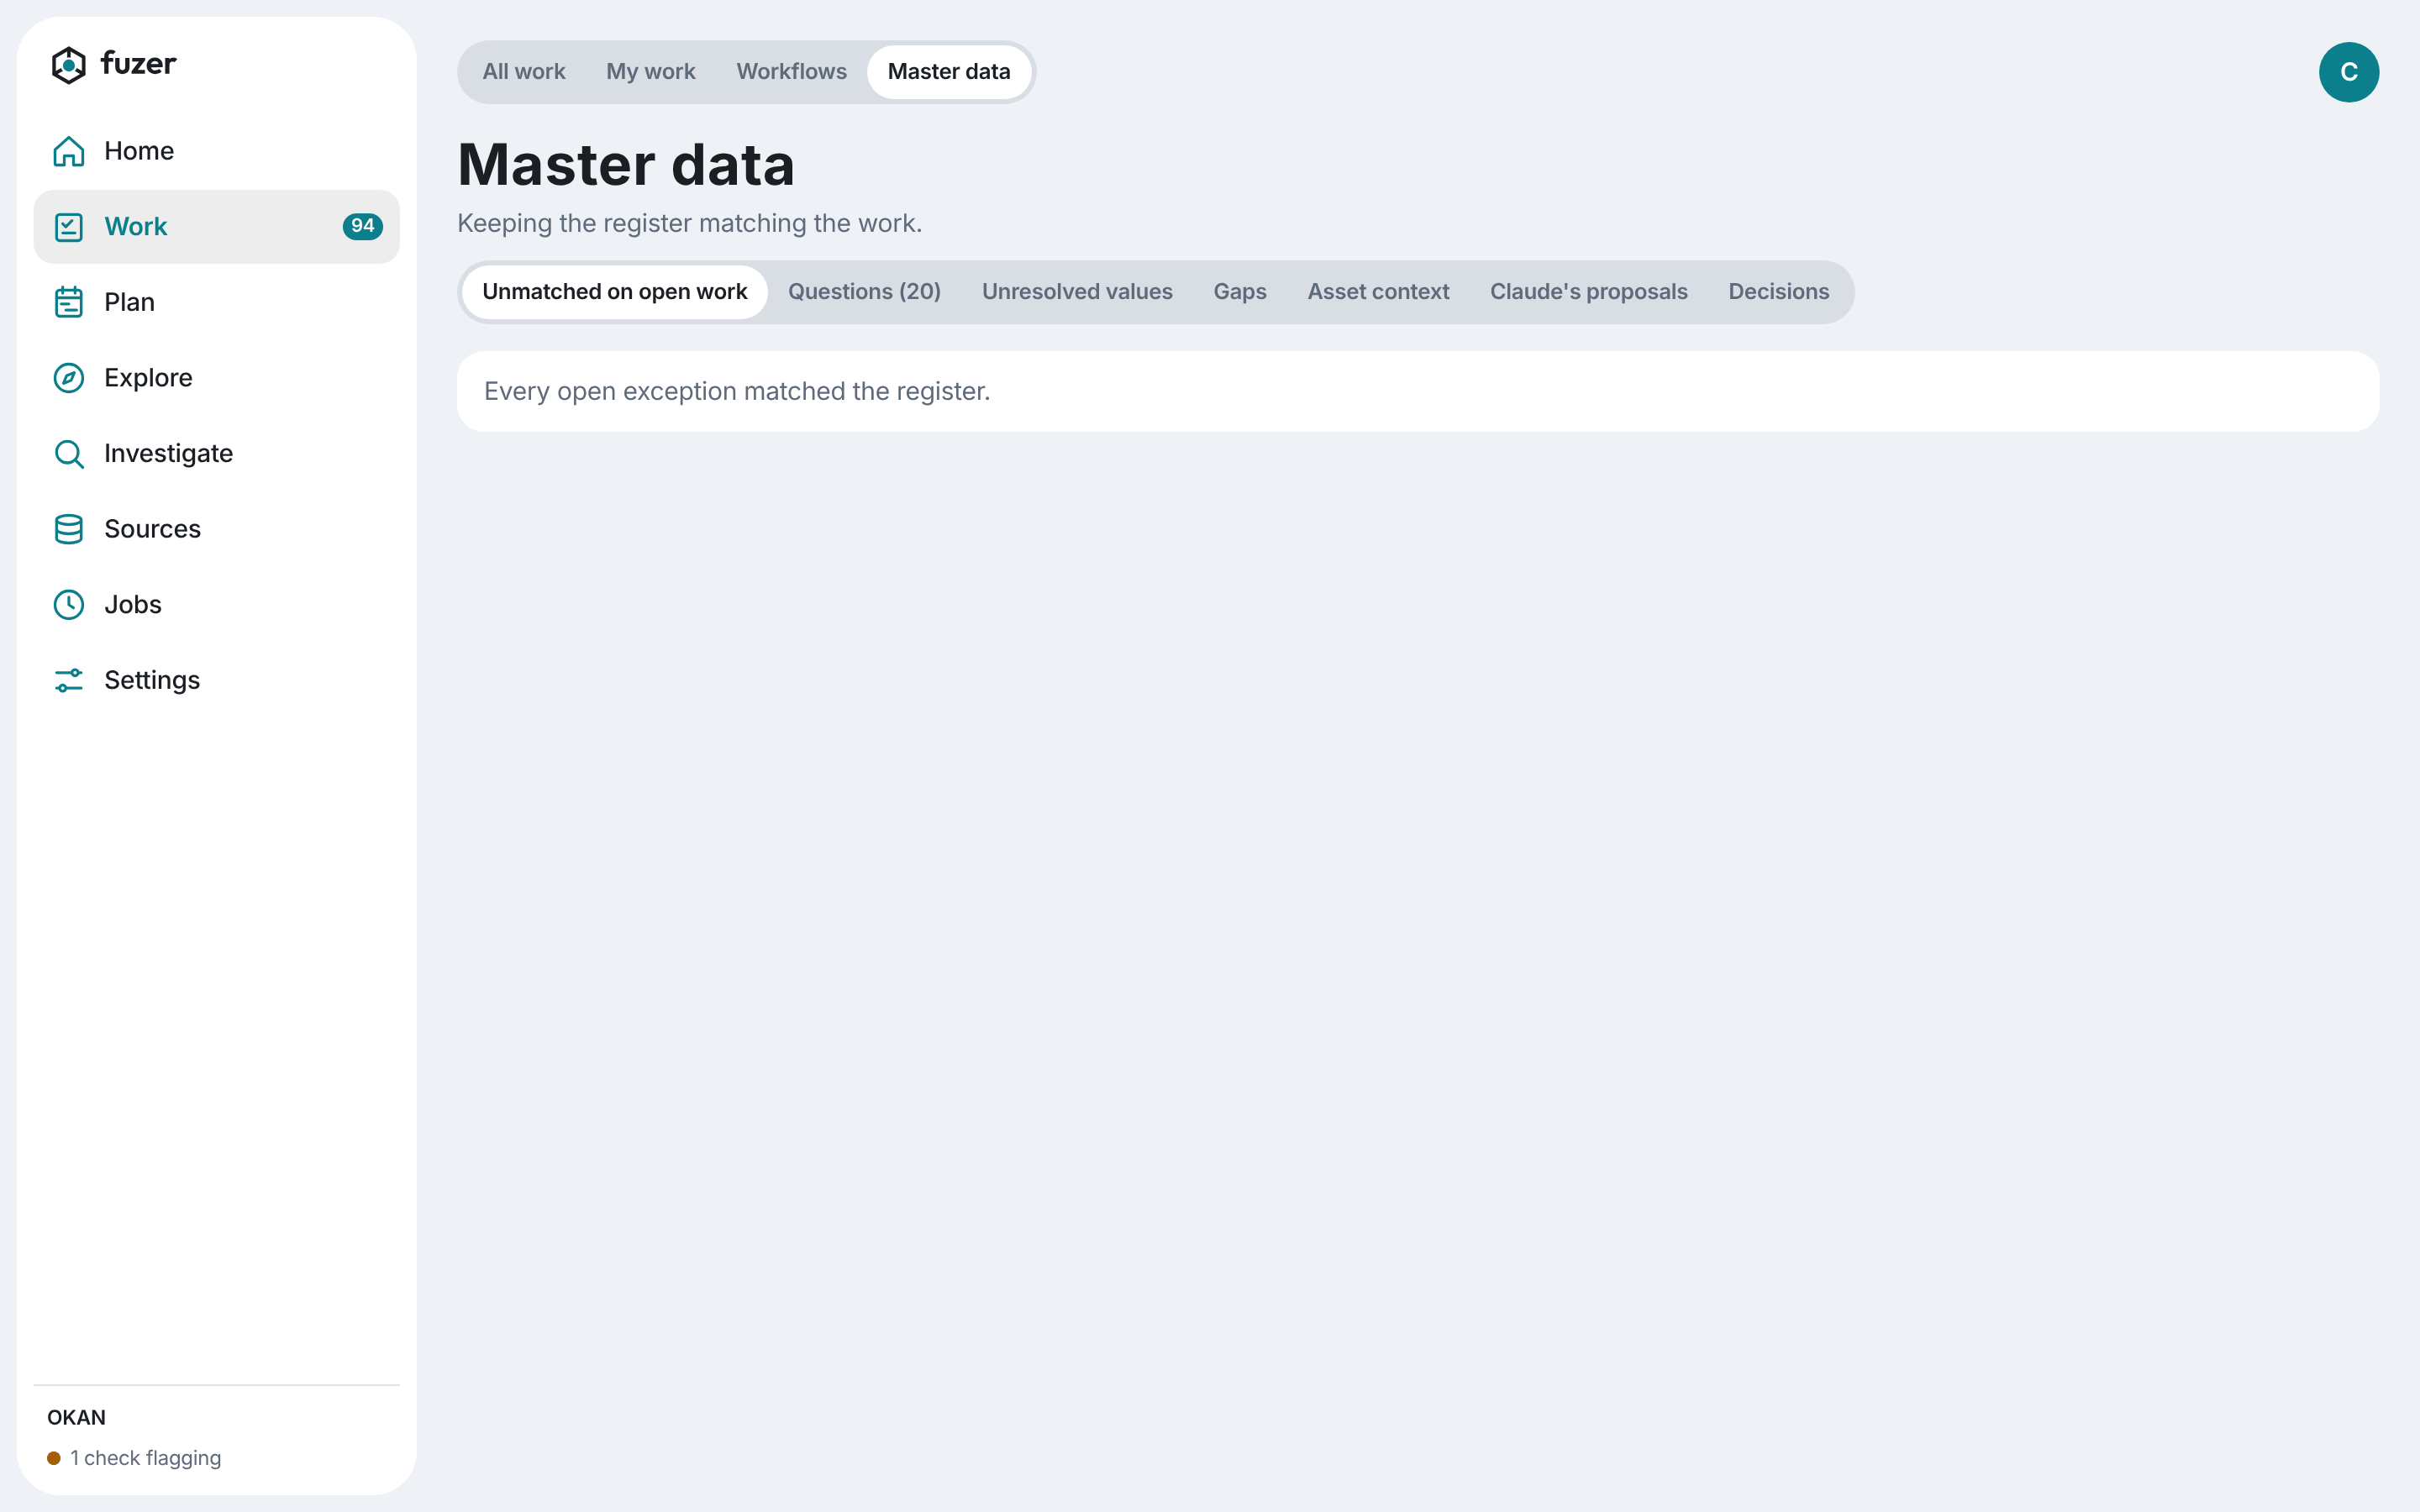 fuzer
Home
Work 94
Plan
Explore
Investigate
Sources
Jobs
Settings
OKAN
1 check flagging
All work My work Workflows Master data
C
Master data
Keeping the register matching the work.
Unmatched on open work Questions (20) Unresolved values Gaps Asset context Claude's proposals Decisions
Every open exception matched the register.